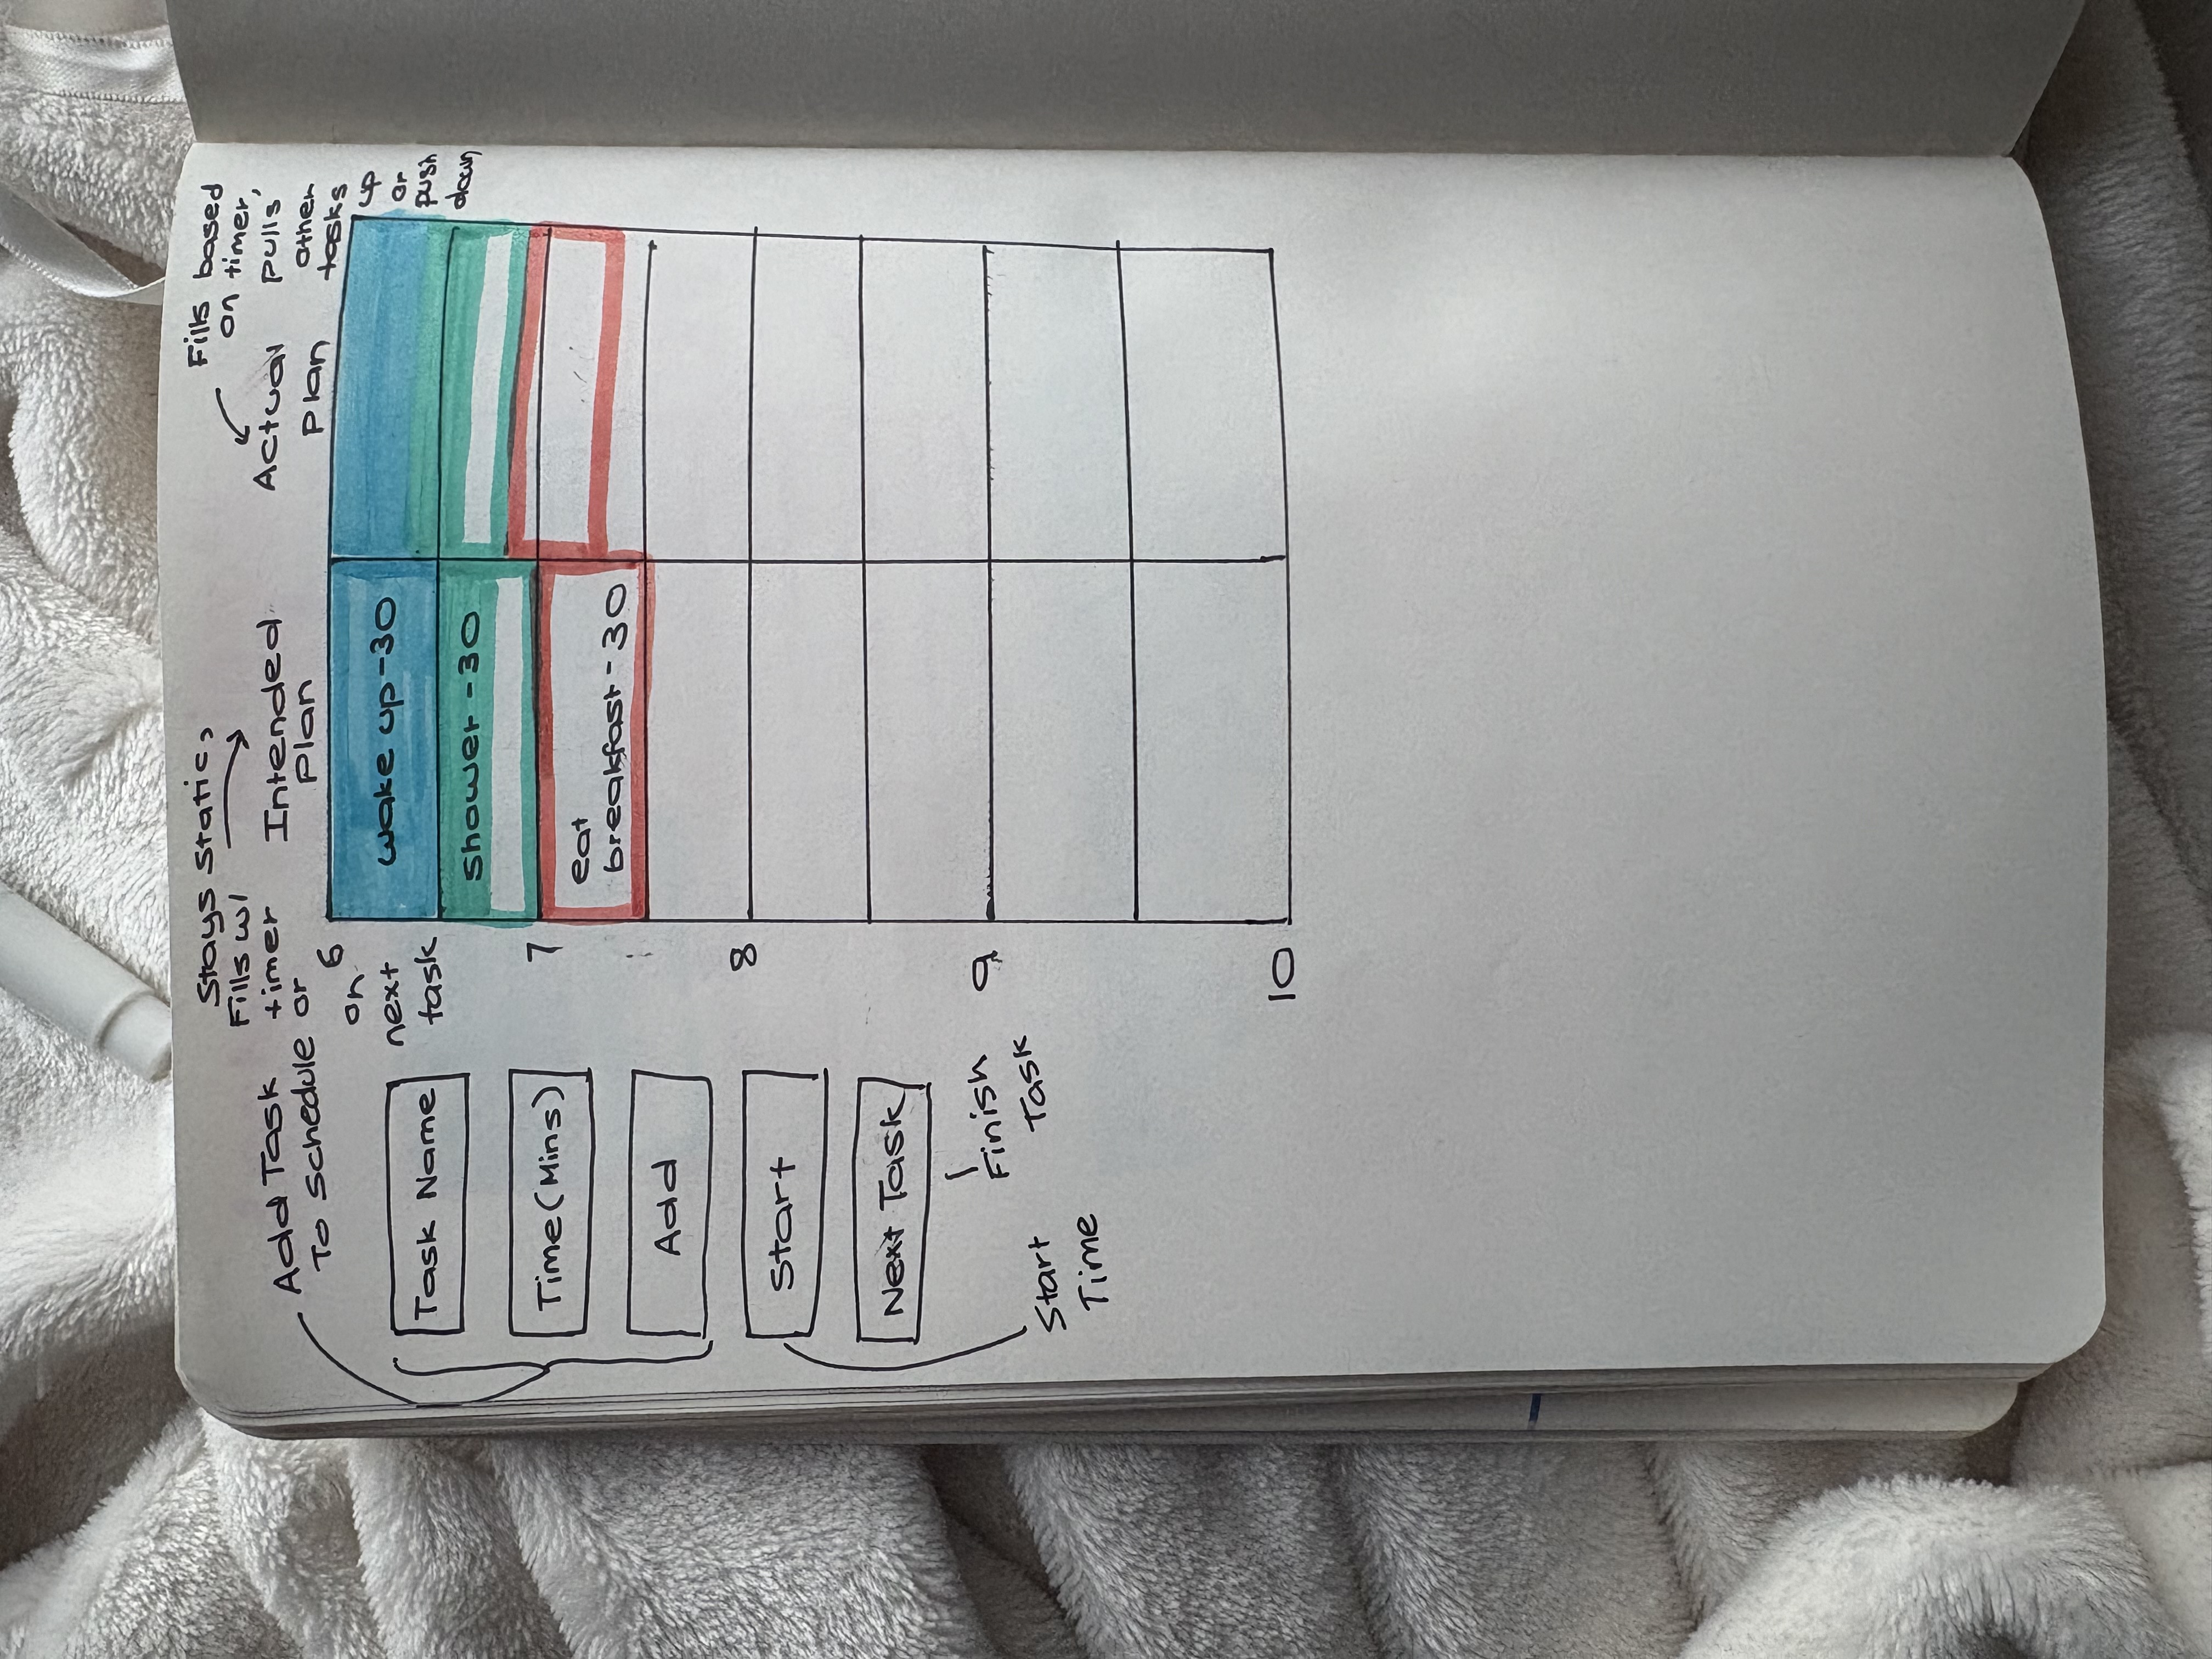 Stays static,
Fills w/
timer
or
on
next
task
Fills based
on timer,
pulls
other
tasks
up
or
push
down
Add Task
To Schedule
Intended
Plan
Actual
Plan
Task Name
Time (Mins)
Add
Start
Next Task
Finish
Task
Start
Time
6
wake up - 30
shower - 30
7
eat
breakfast - 30
8
9
10